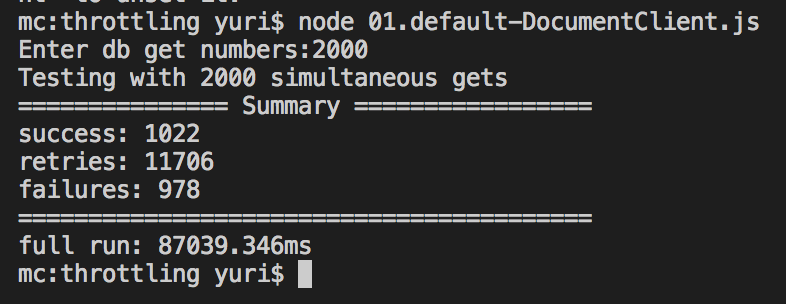 mc:throttling yuri$ node 01.default-DocumentClient.js
Enter db get numbers:2000
Testing with 2000 simultaneous gets
=============== Summary =================
success: 1022
retries: 11706
failures: 978
=========================================
full run: 87039.346ms
mc:throttling yuri$